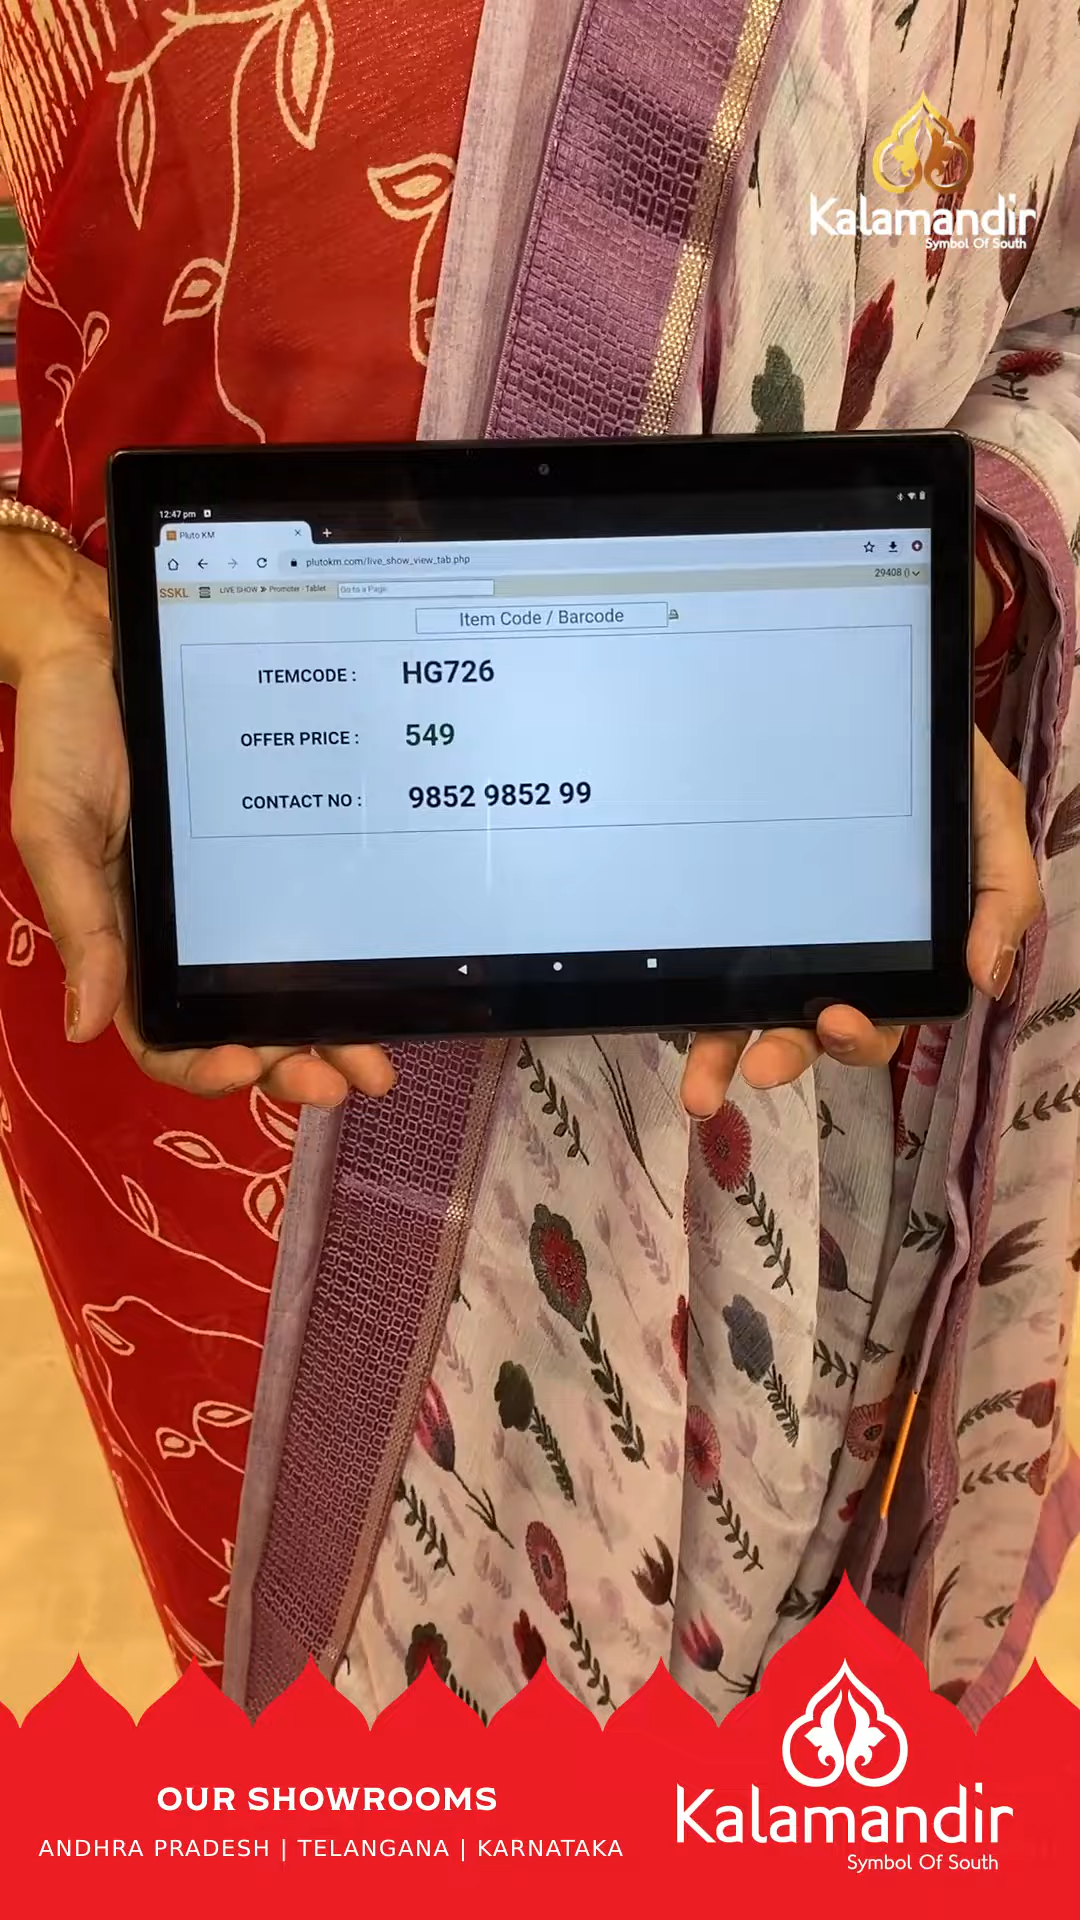 Kalamandir
Symbol Of South
12:47 pm
Pluto KM
plutokm.com/live_show_view_tab.php
29408 ()
SSKL
LIVE SHOW
Promoter - Tablet
Go to a Page
Item Code / Barcode
ITEMCODE : HG726
OFFER PRICE : 549
CONTACT NO : 9852 9852 99
OUR SHOWROOMS
ANDHRA PRADESH | TELANGANA | KARNATAKA
Kalamandir
Symbol Of South